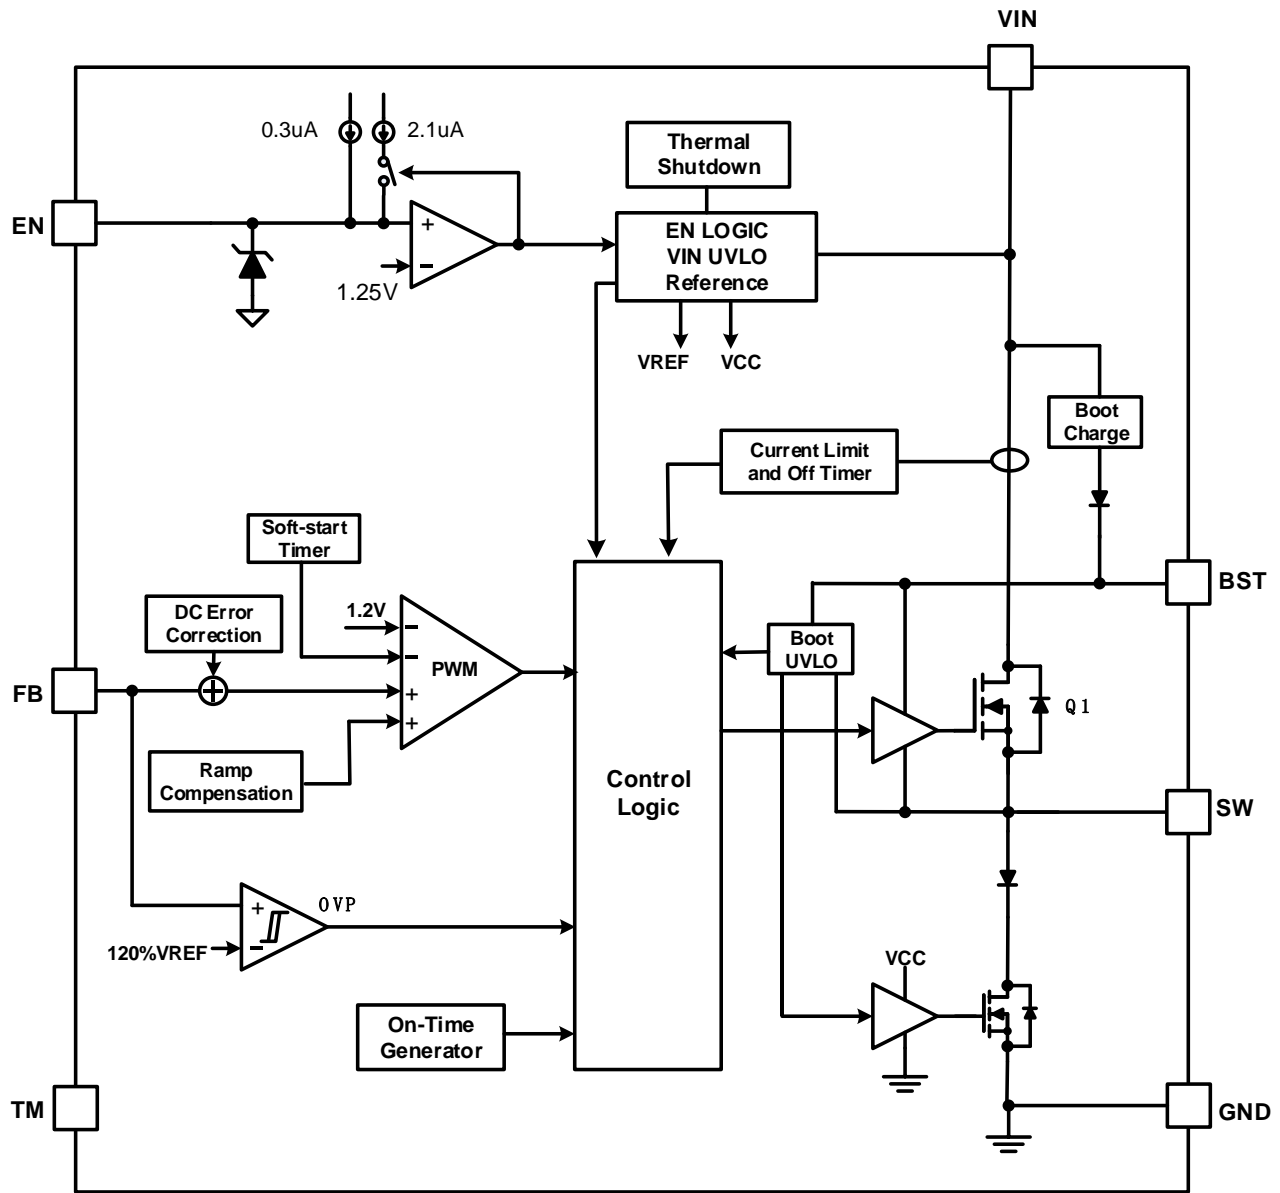 VIN
0.3uA
2.1uA
Thermal
Shutdown
EN
+
EN LOGIC
VIN UVLO
Reference
−
1.25V
VREF
VCC
Boot
Charge
Current Limit
and Off Timer
Soft-start
Timer
BST
DC Error
Correction
1.2V
−
−
PWM
Boot
UVLO
FB
+
+
Q1
Ramp
Compensation
Control
Logic
SW
+
OVP
120%VREF
−
VCC
On-Time
Generator
TM
GND